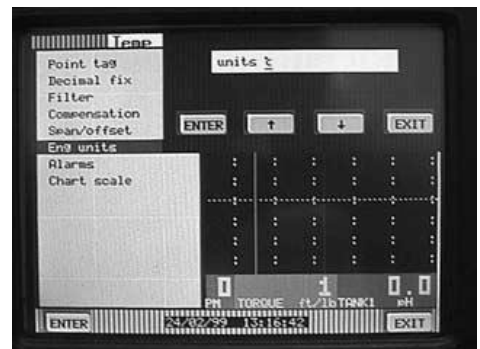 Temp
Point tag
Decimal fix
Filter
Compensation
Span/offset
Eng units
Alarms
Chart scale
units
ENTER ↑ ↓ EXIT
0 1 0.0
PM TORQUE ft/lb TANK1 pH
ENTER 24/02/99 13:16:42 EXIT